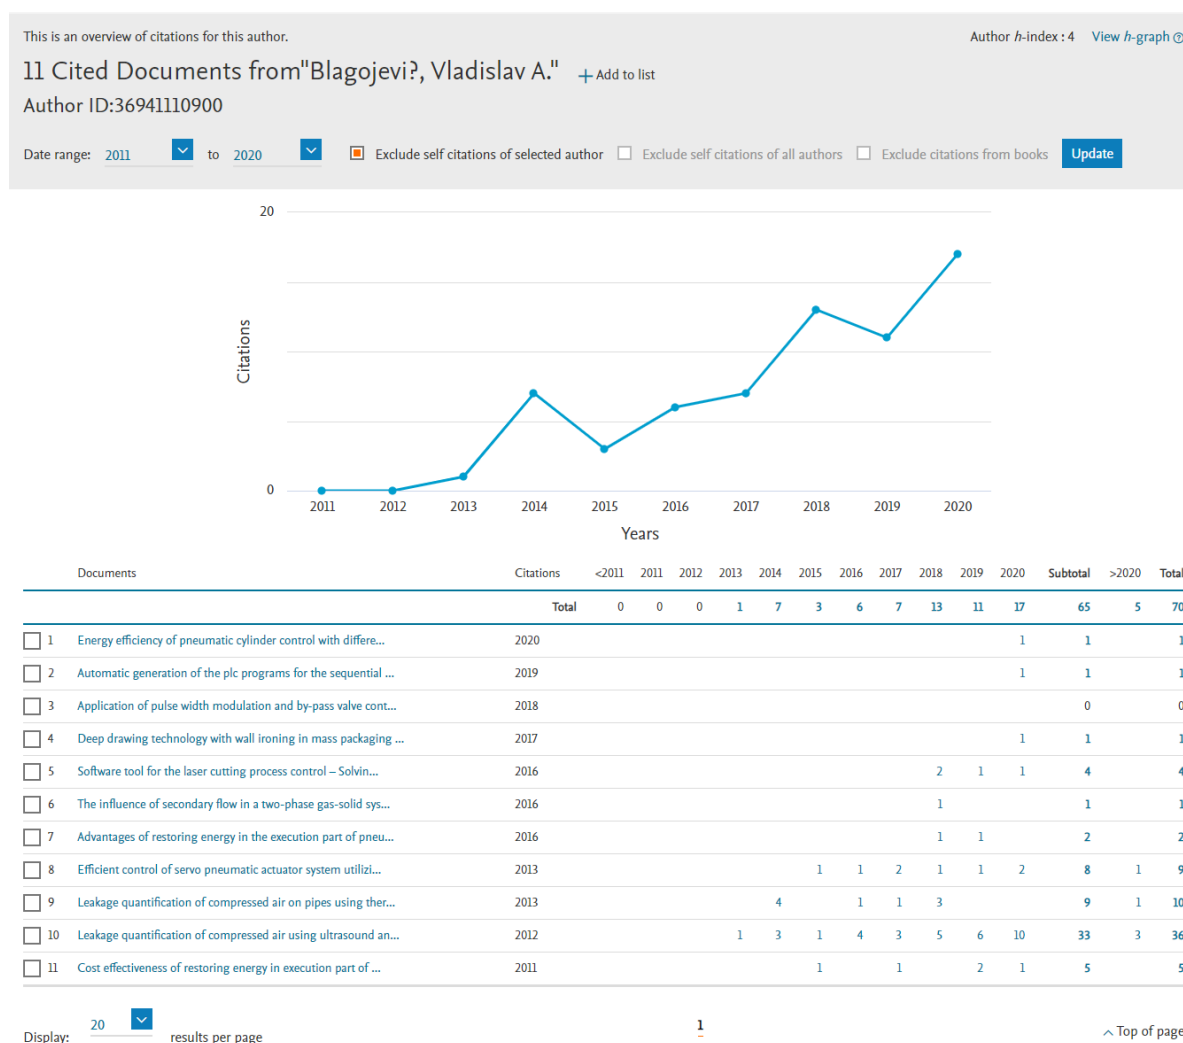 This is an overview of citations for this author.
Author h-index : 4 View h-graph
11 Cited Documents from"Blagojevi?, Vladislav A." + Add to list
Author ID:36941110900
Date range: 2011 to 2020 Exclude self citations of selected author Exclude self citations of all authors Exclude citations from books Update
20
Citations
0
2011 2012 2013 2014 2015 2016 2017 2018 2019 2020
Years
Documents Citations <2011 2011 2012 2013 2014 2015 2016 2017 2018 2019 2020 Subtotal >2020 Total
Total 0 0 0 1 7 3 6 7 13 11 17 65 5 70
1 Energy efficiency of pneumatic cylinder control with differe... 2020 1 1 1
2 Automatic generation of the plc programs for the sequential ... 2019 1 1 1
3 Application of pulse width modulation and by-pass valve cont... 2018 0 0
4 Deep drawing technology with wall ironing in mass packaging ... 2017 1 1 1
5 Software tool for the laser cutting process control – Solvin... 2016 2 1 1 4 4
6 The influence of secondary flow in a two-phase gas-solid sys... 2016 1 1 1
7 Advantages of restoring energy in the execution part of pneu... 2016 1 1 2 2
8 Efficient control of servo pneumatic actuator system utilizi... 2013 1 1 2 1 1 2 8 1 9
9 Leakage quantification of compressed air on pipes using ther... 2013 4 1 1 3 9 1 10
10 Leakage quantification of compressed air using ultrasound an... 2012 1 3 1 4 3 5 6 10 33 3 36
11 Cost effectiveness of restoring energy in execution part of ... 2011 1 1 2 1 5 5
Display: 20 results per page
1
Top of page